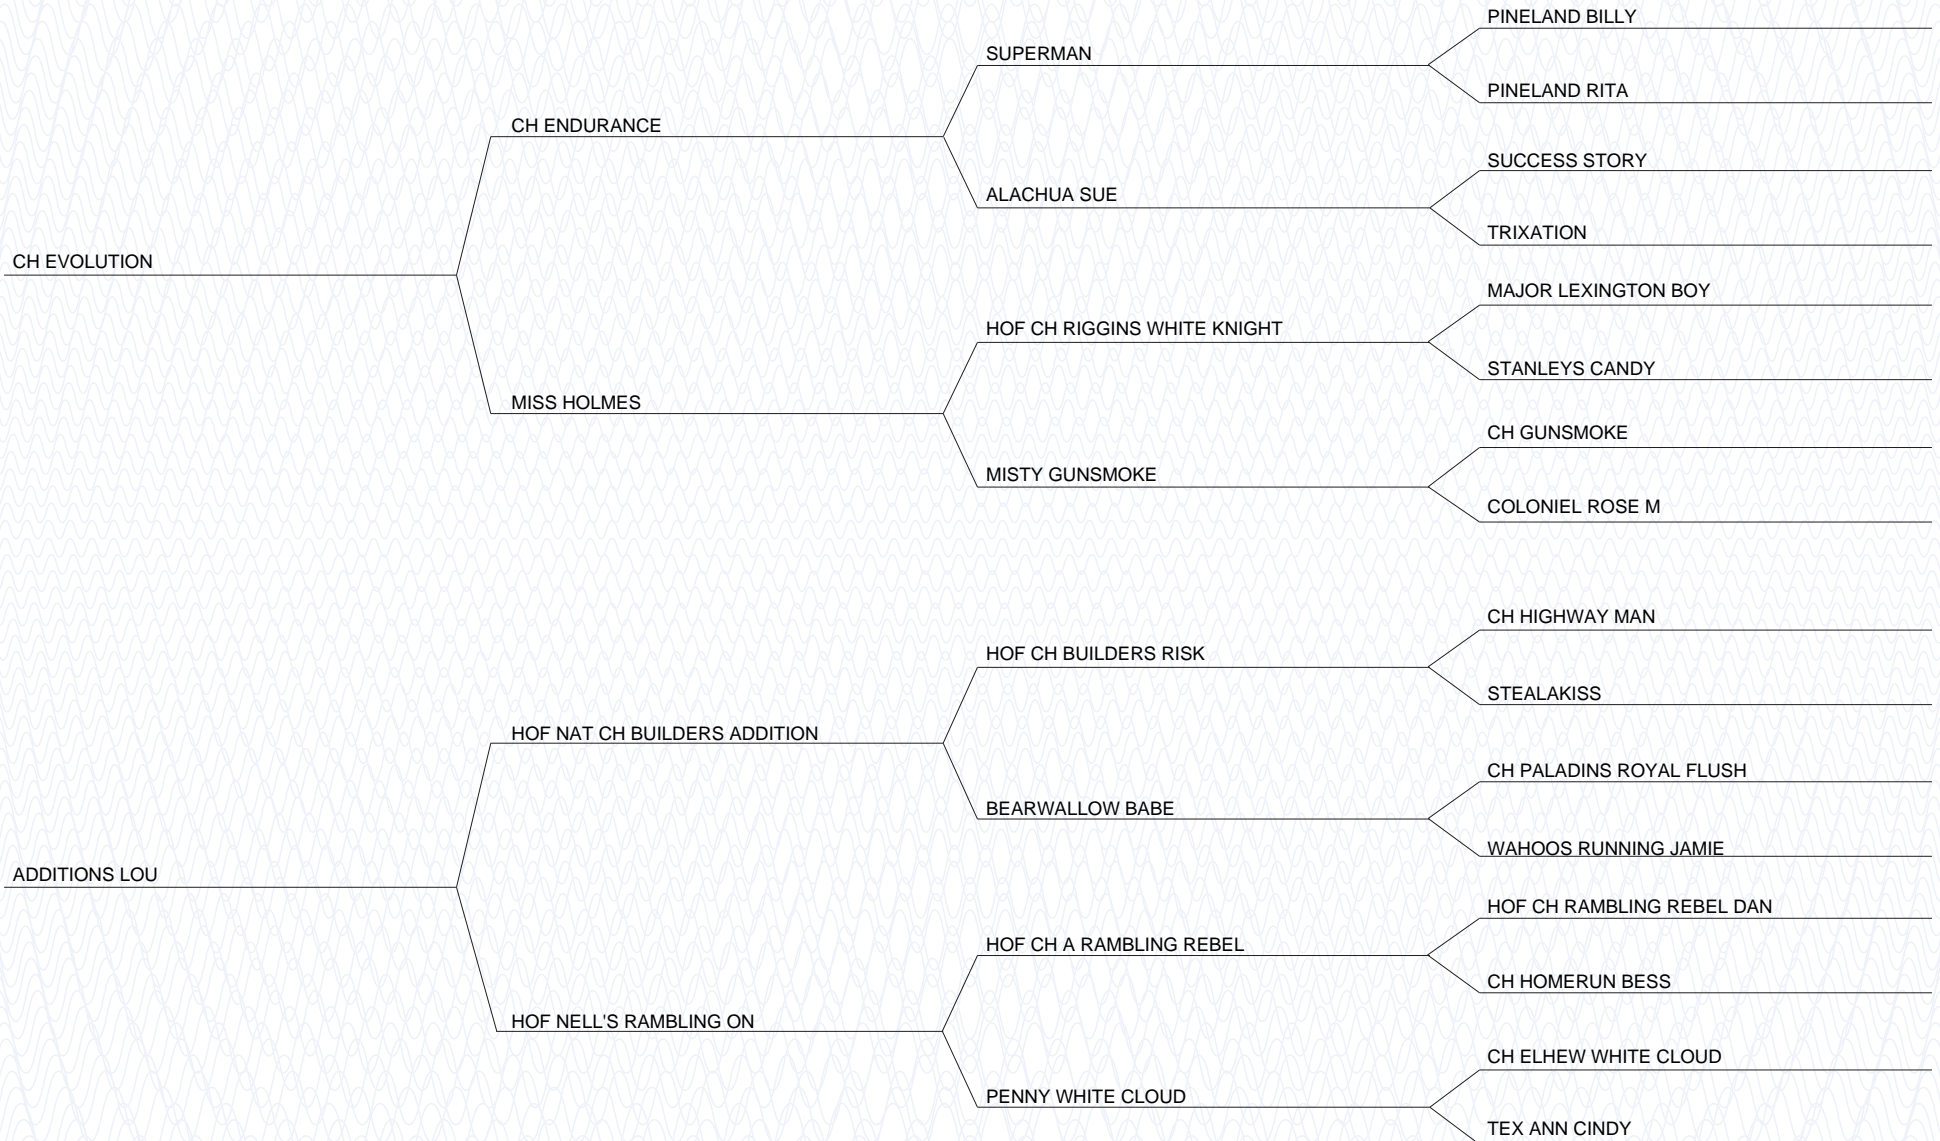 PINELAND BILLY
SUPERMAN
PINELAND RITA
CH ENDURANCE
SUCCESS STORY
ALACHUA SUE
TRIXATION
CH EVOLUTION
MAJOR LEXINGTON BOY
HOF CH RIGGINS WHITE KNIGHT
STANLEYS CANDY
MISS HOLMES
CH GUNSMOKE
MISTY GUNSMOKE
COLONIEL ROSE M
CH HIGHWAY MAN
HOF CH BUILDERS RISK
STEALAKISS
HOF NAT CH BUILDERS ADDITION
CH PALADINS ROYAL FLUSH
BEARWALLOW BABE
WAHOOS RUNNING JAMIE
ADDITIONS LOU
HOF CH RAMBLING REBEL DAN
HOF CH A RAMBLING REBEL
CH HOMERUN BESS
HOF NELL'S RAMBLING ON
CH ELHEW WHITE CLOUD
PENNY WHITE CLOUD
TEX ANN CINDY